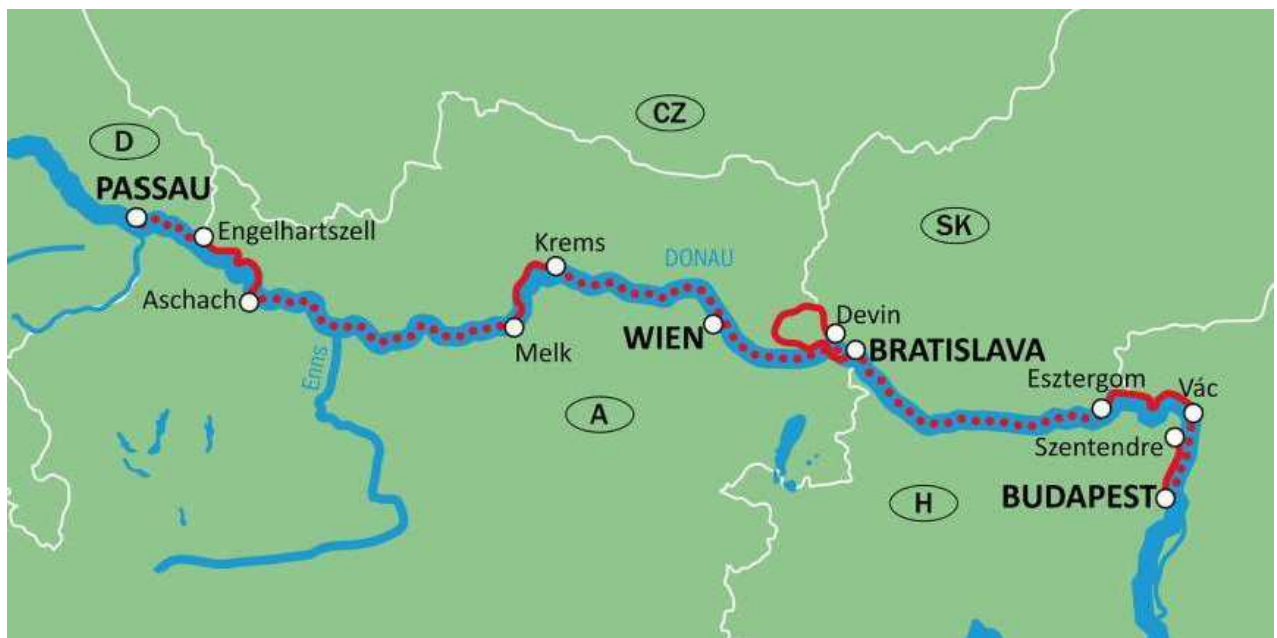 CZ
D
PASSAU
Engelhartszell
SK
Krems
DONAU
Aschach
Devin
WIEN
BRATISLAVA
Melk
Enns
Esztergom
Vác
A
Szentendre
H
BUDAPEST